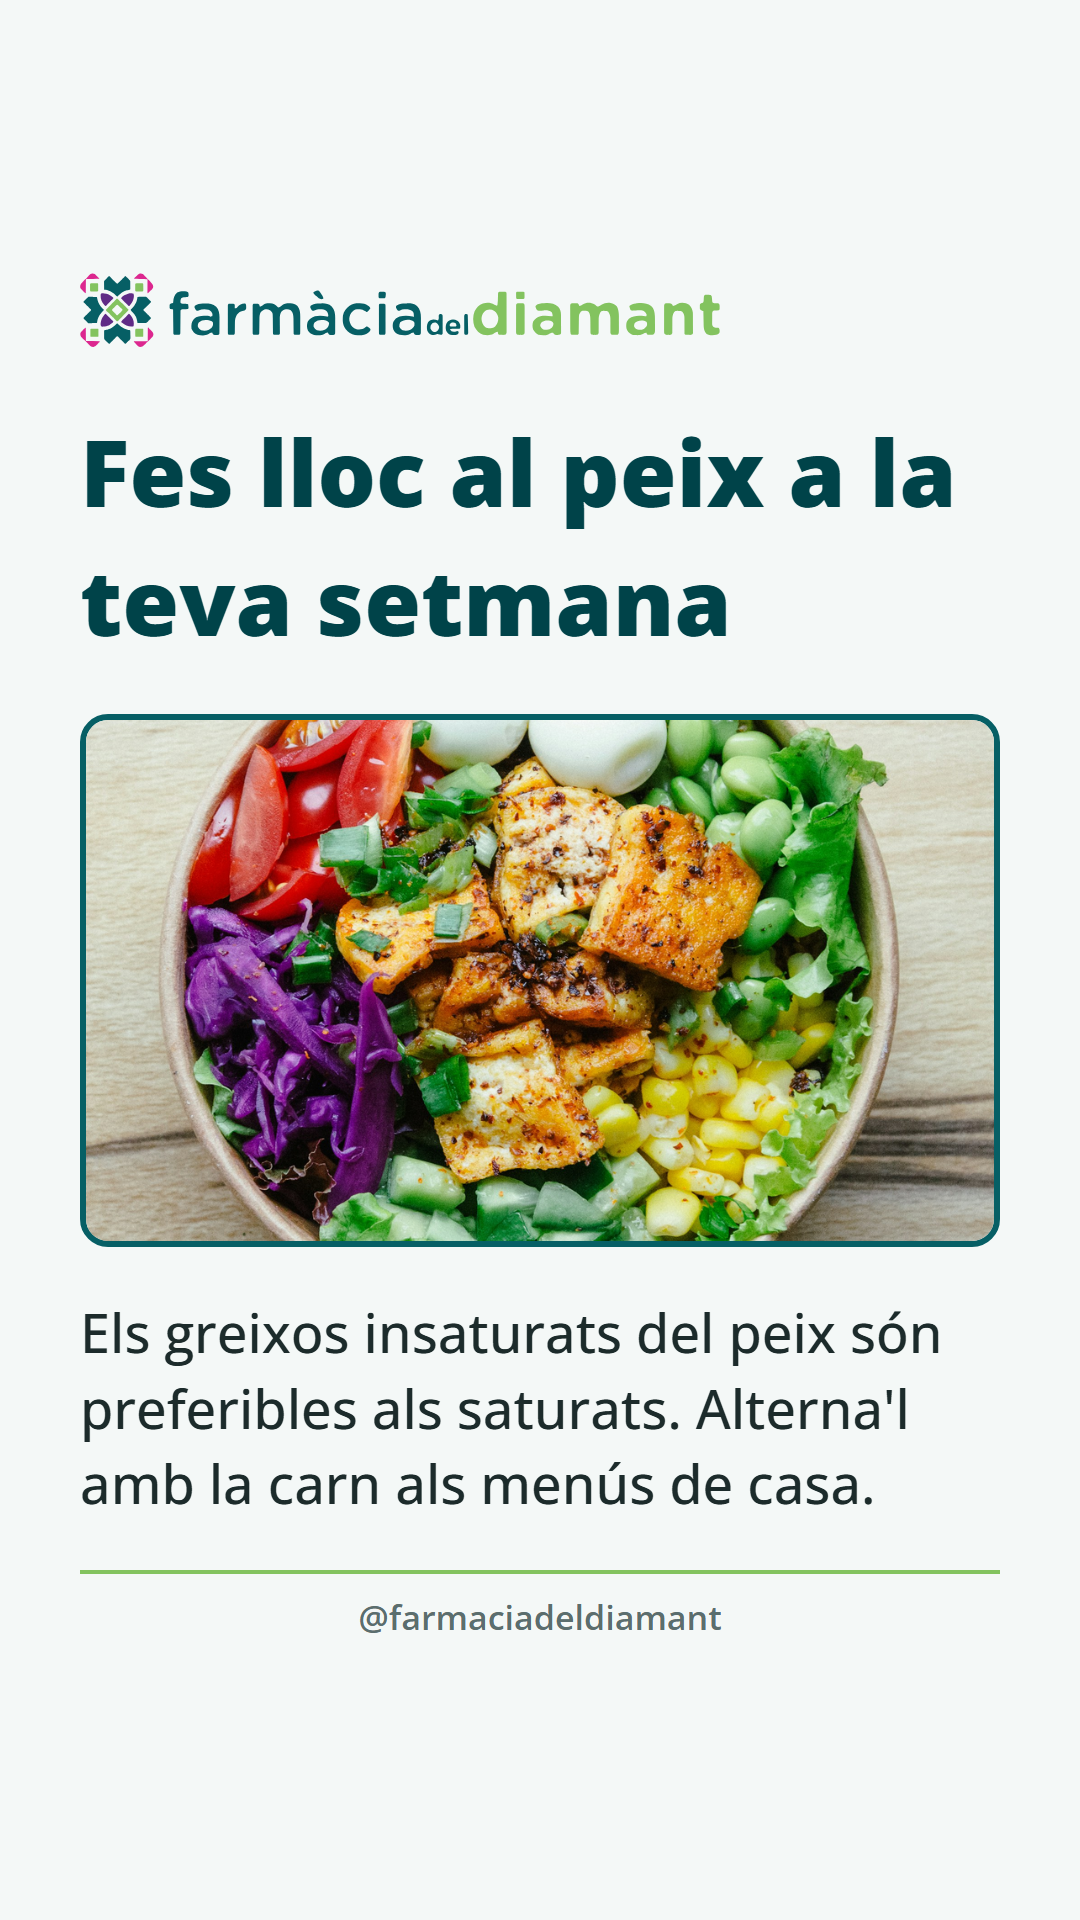 farmàciadeldiamant
Fes lloc al peix a la
teva setmana
Els greixos insaturats del peix són
preferibles als saturats. Alterna'l
amb la carn als menús de casa.
@farmaciadeldiamant